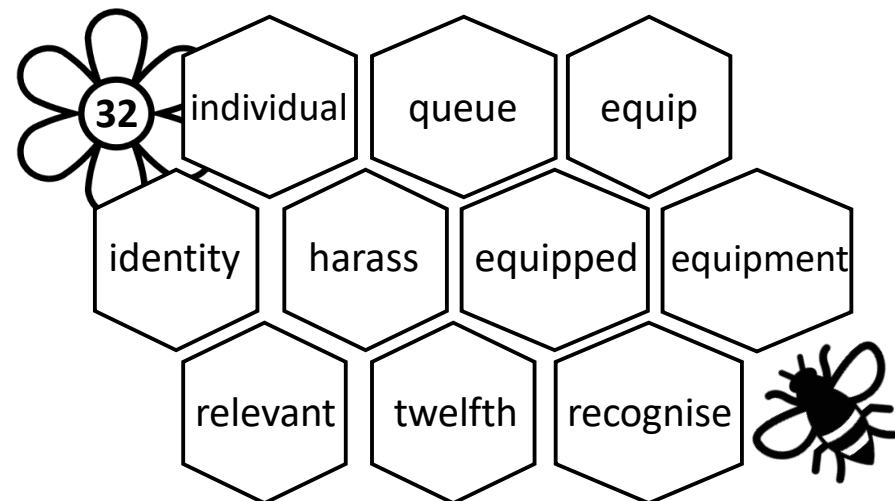 32 individual queue equip
identity harass equipped equipment
relevant twelfth recognise